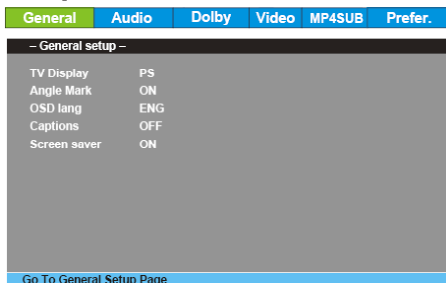 General Audio Dolby Video MP4SUB Prefer.
– General setup –
TV Display PS
Angle Mark ON
OSD lang ENG
Captions OFF
Screen saver ON
Go To General Setup Page